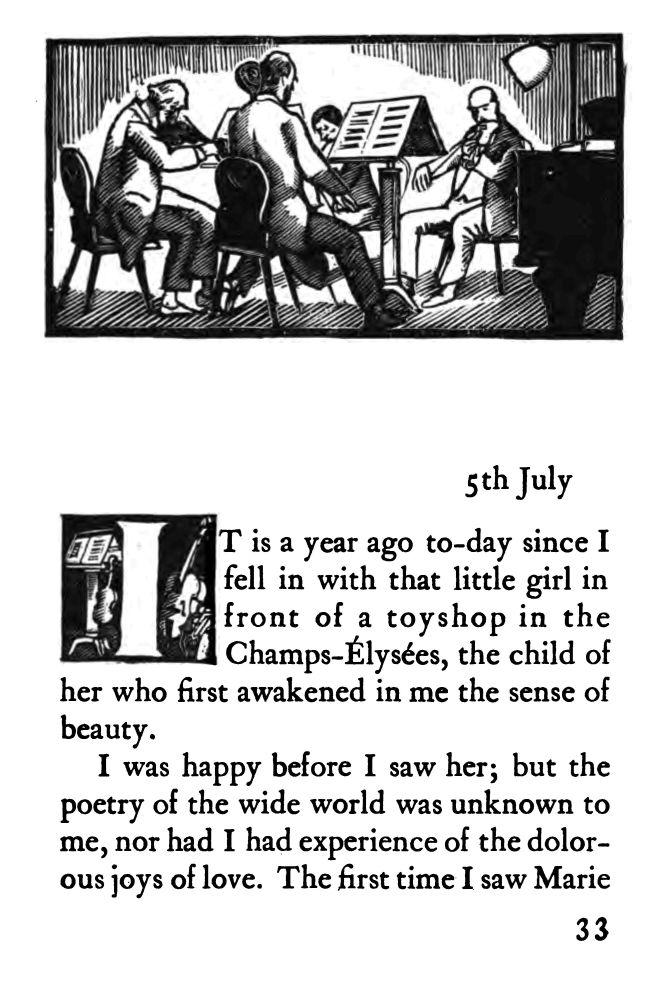 5th July
IT is a year ago to-day since I
fell in with that little girl in
front of a toyshop in the
Champs-Élysées, the child of
her who first awakened in me the sense of
beauty.
I was happy before I saw her; but the
poetry of the wide world was unknown to
me, nor had I had experience of the dolor-
ous joys of love. The first time I saw Marie
33